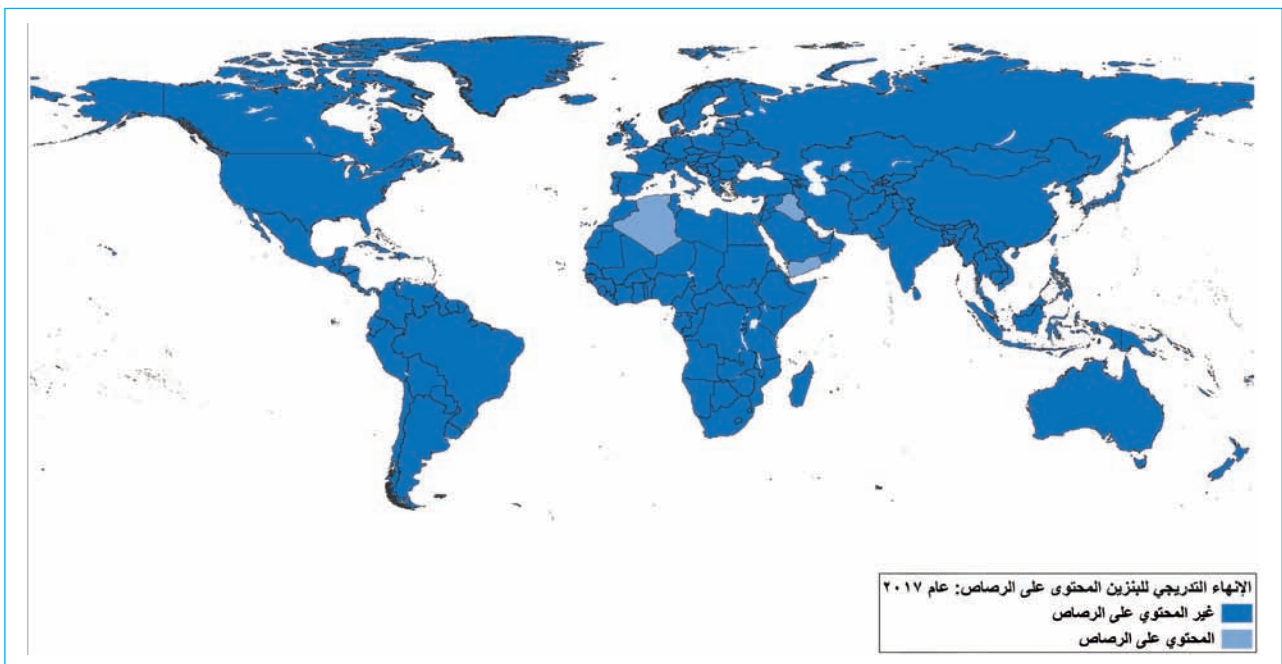 الإنهاء التدريجي للبنزين المحتوى على الرصاص: عام ٢٠١٧
غير المحتوي على الرصاص
المحتوي على الرصاص